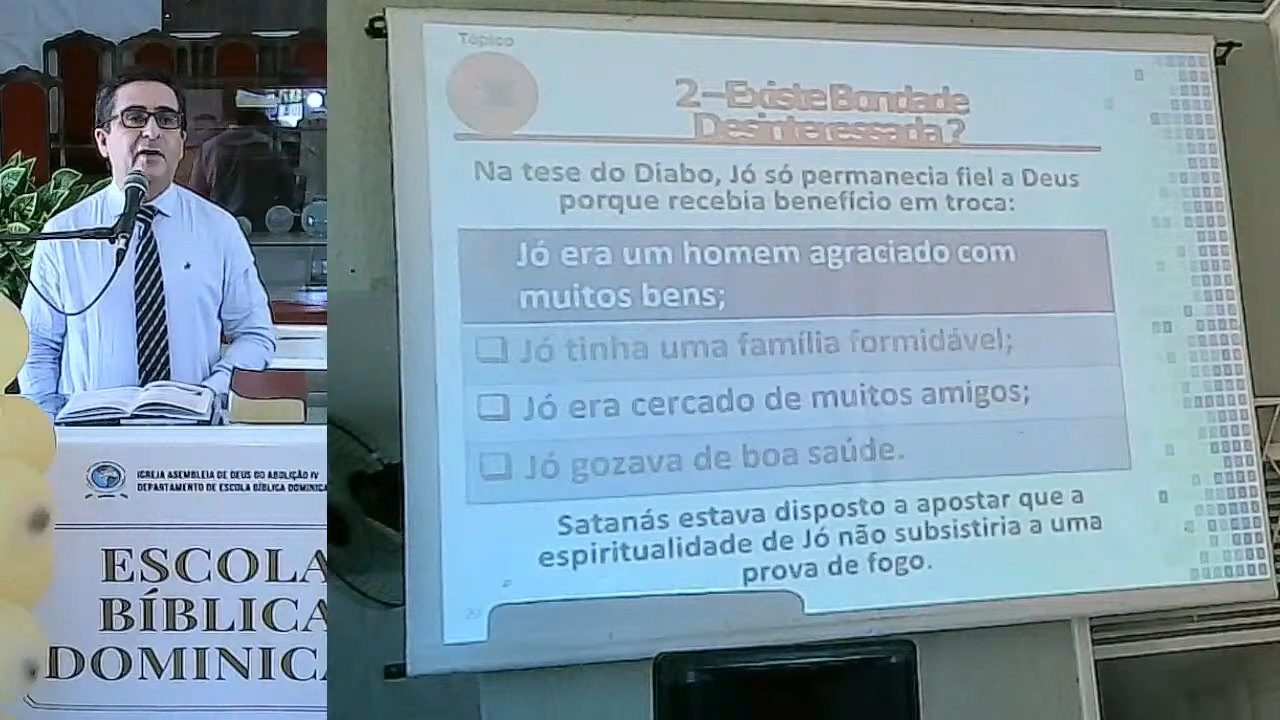 IGREJA ASSEMBLEIA DE DEUS DO ABOLIÇÃO IV
DEPARTAMENTO DE ESCOLA BÍBLICA DOMINICA
ESCOLA
BÍBLICA
DOMINICA
Tópico
2–Existe Bondade
Desinteressada?
Na tese do Diabo, Jó só permanecia fiel a Deus
porque recebia benefício em troca:
Jó era um homem agraciado com
muitos bens;
Jó tinha uma família formidável;
Jó era cercado de muitos amigos;
Jó gozava de boa saúde.
Satanás estava disposto a apostar que a
espiritualidade de Jó não subsistiria a uma
prova de fogo.